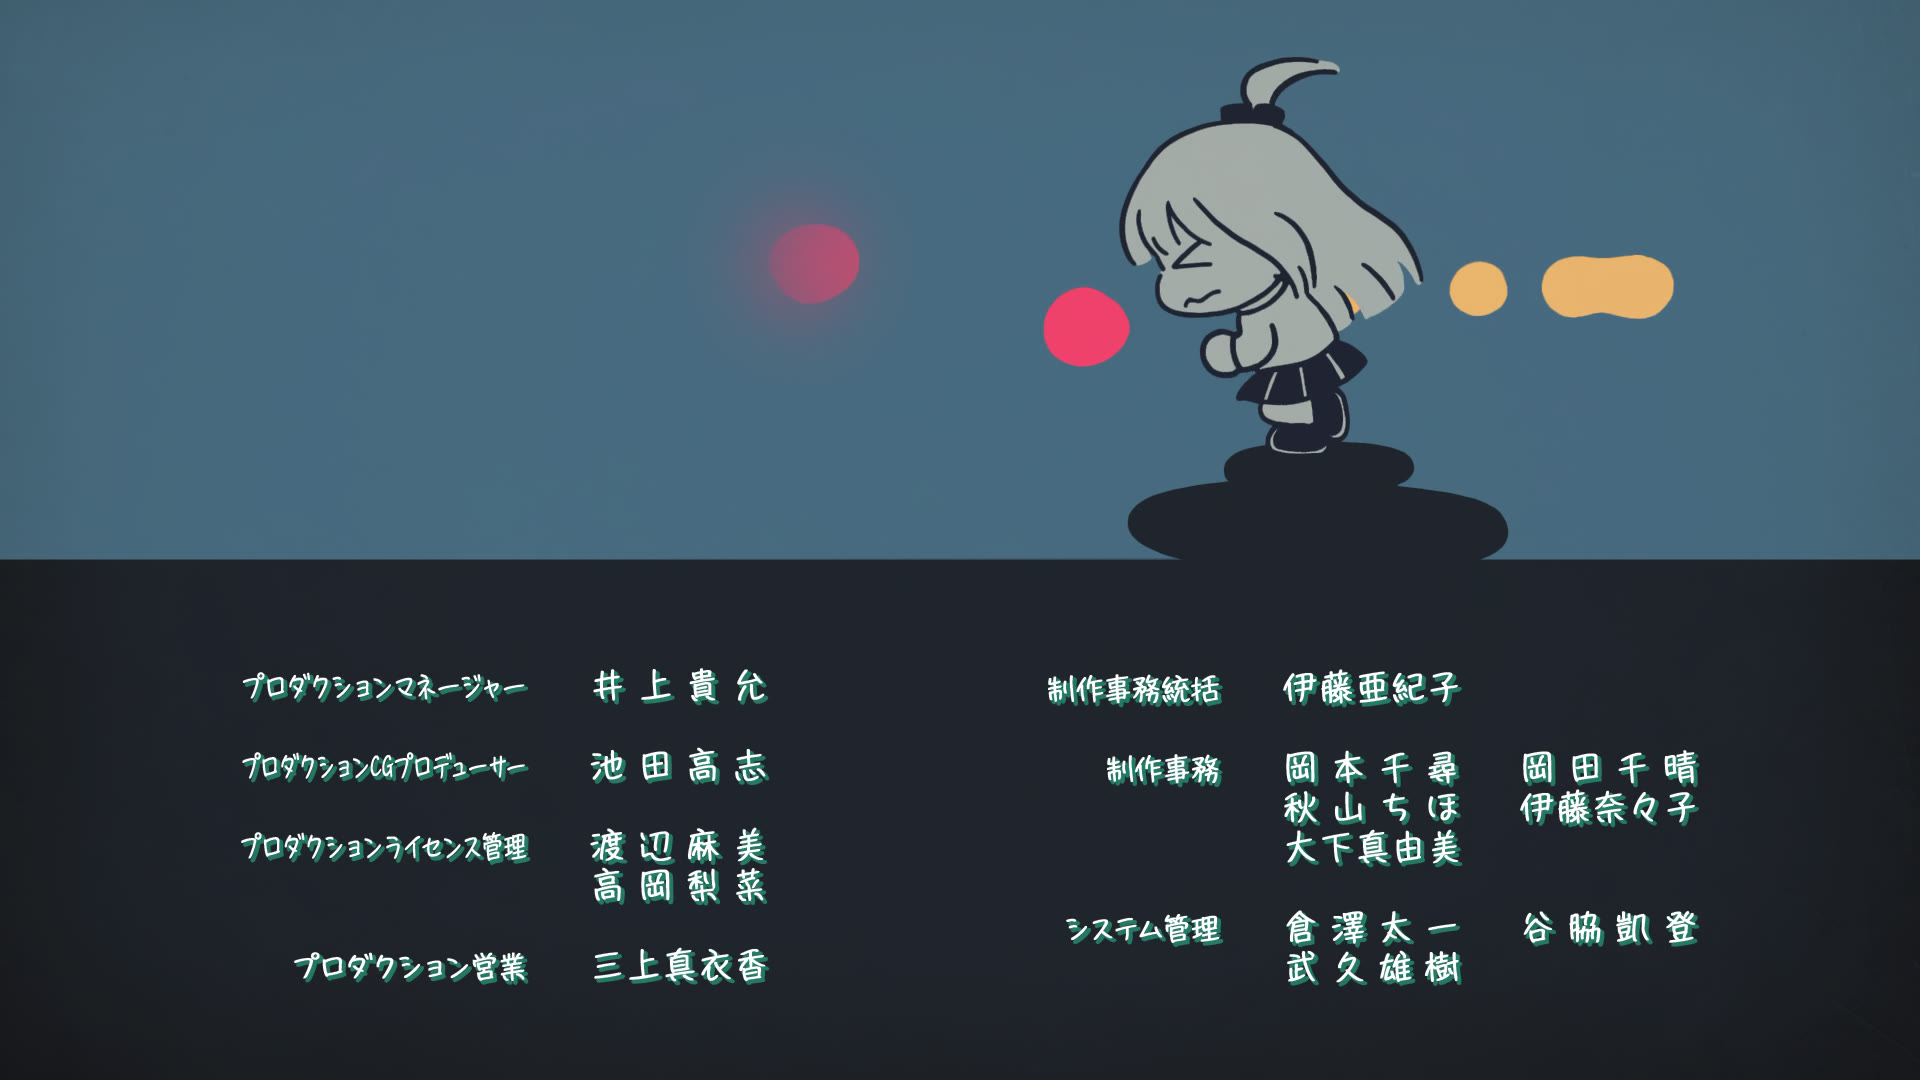 プロダクションマネージャー 井上貴允
プロダクションCGプロデューサー 池田高志
プロダクションライセンス管理 渡辺麻美
高岡梨菜
プロダクション営業 三上真衣香
制作事務統括 伊藤亜紀子
制作事務 岡本千尋 岡田千晴
秋山ちほ 伊藤奈々子
大下真由美
システム管理 倉澤太一 谷脇凱登
武久雄樹